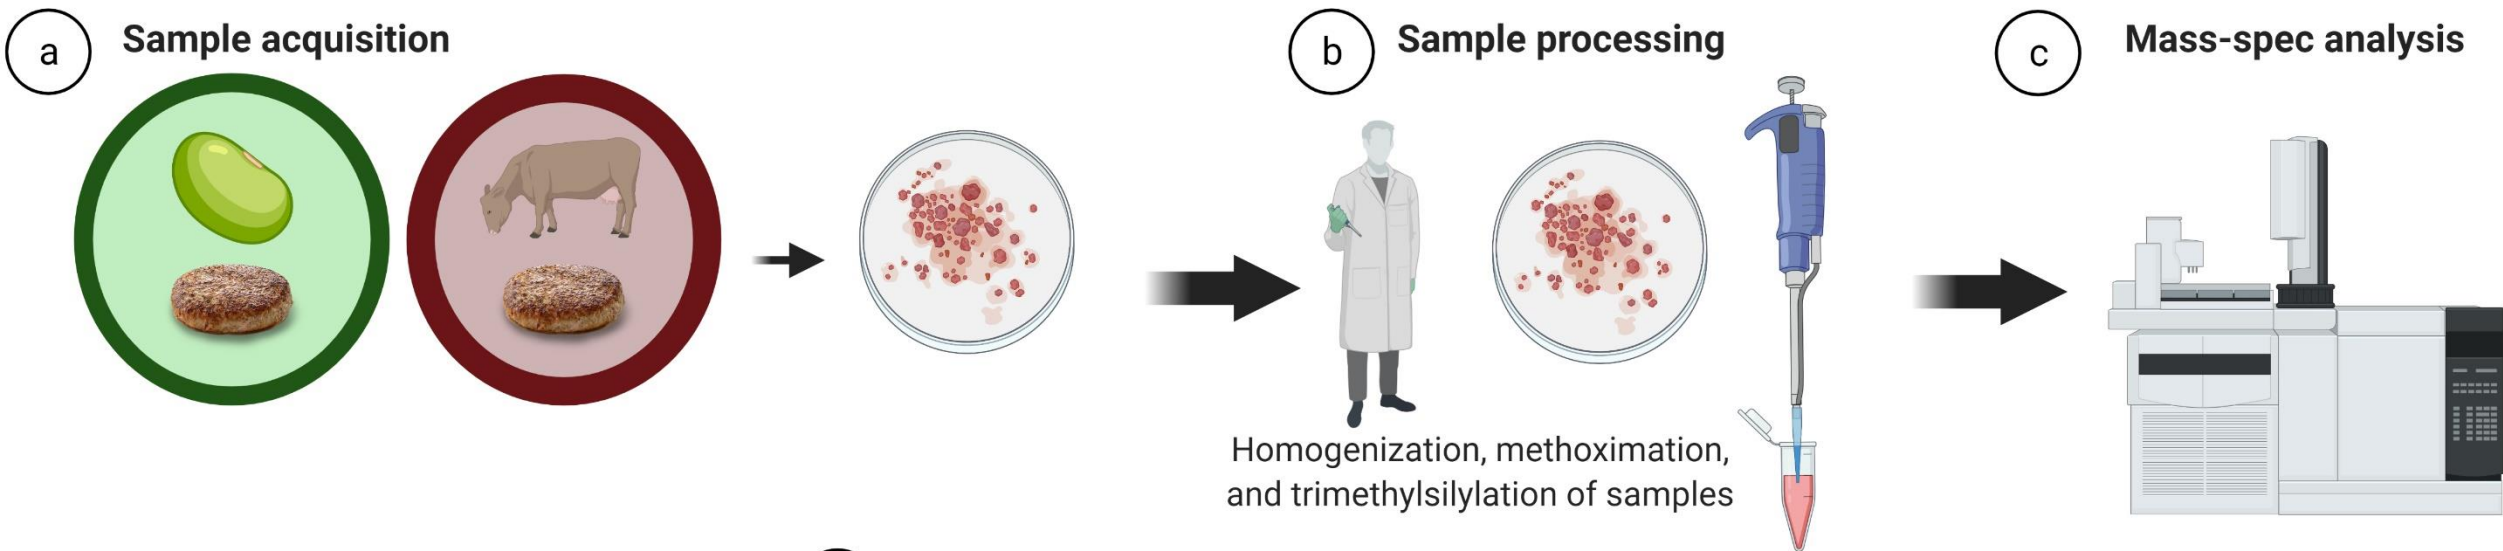 a
Sample acquisition
b
Sample processing
c
Mass-spec analysis
Homogenization, methoximation,
and trimethylsilylation of samples